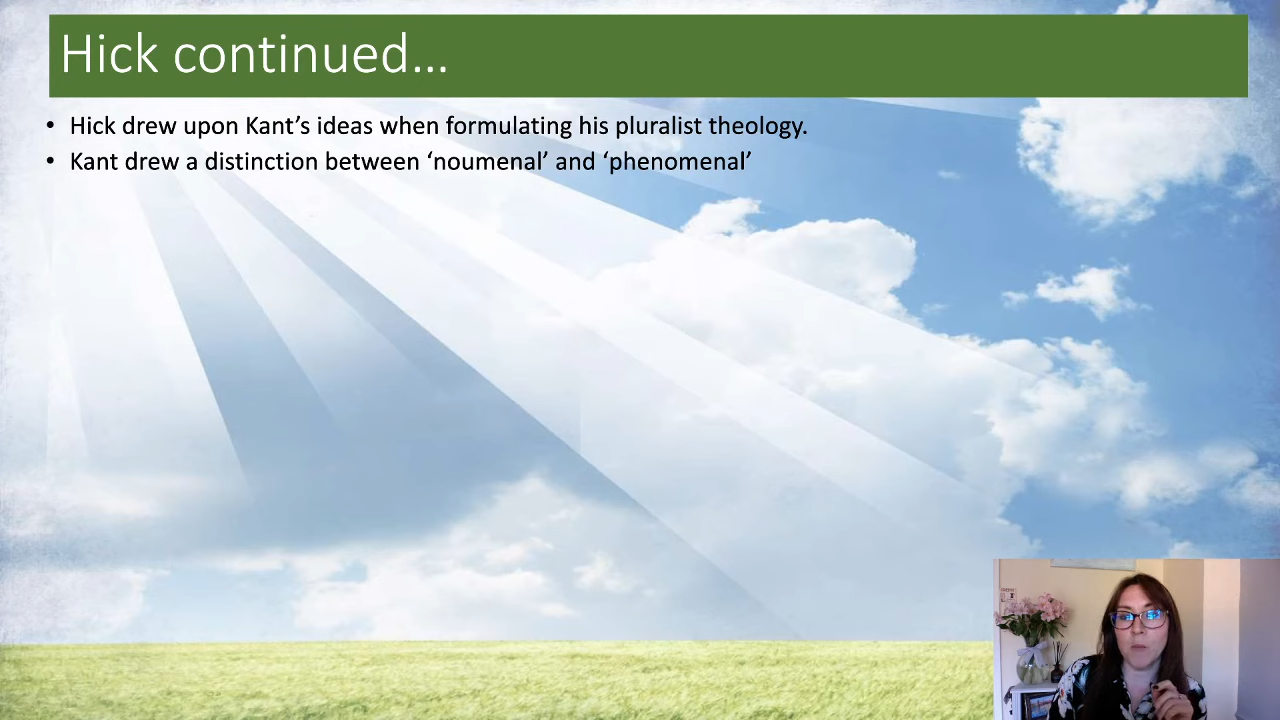 Hick continued…
• Hick drew upon Kant’s ideas when formulating his pluralist theology.
• Kant drew a distinction between ‘noumenal’ and ‘phenomenal’